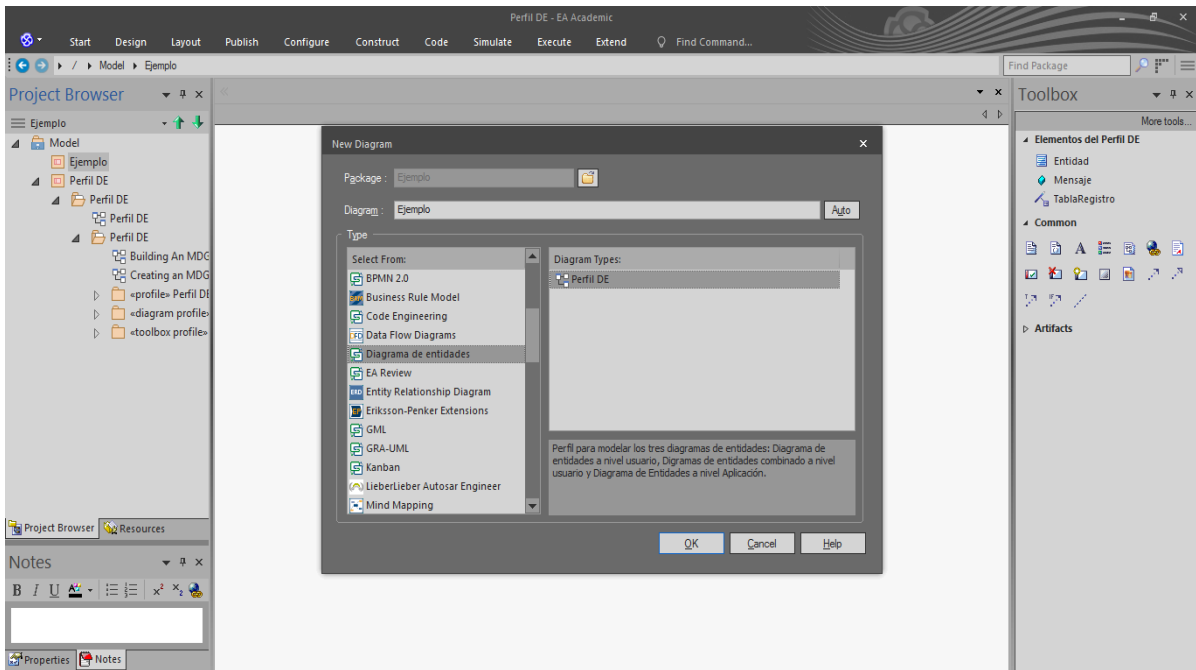 Perfil DE - EA Academic
Start Design Layout Publish Configure Construct Code Simulate Execute Extend Find Command...
/ Model Ejemplo
Find Package
Project Browser
Ejemplo
Model
Ejemplo
Perfil DE
Perfil DE
Perfil DE
Perfil DE
Building An MDG
Creating an MDG
«profile» Perfil DE
«diagram profile»
«toolbox profile»
Project Browser Resources
Notes
B I U x² x₂
Properties Notes
New Diagram
Package : Ejemplo
Diagram : Ejemplo Auto
Type
Select From:
BPMN 2.0
Business Rule Model
Code Engineering
DFD Data Flow Diagrams
Diagrama de entidades
EA Review
ERD Entity Relationship Diagram
EP Eriksson-Penker Extensions
GML
GRA-UML
Kanban
LieberLieber Autosar Engineer
Mind Mapping
Diagram Types:
Perfil DE
Perfil para modelar los tres diagramas de entidades: Diagrama de
entidades a nivel usuario, Digramas de entidades combinado a nivel
usuario y Diagrama de Entidades a nivel Aplicación.
OK Cancel Help
Toolbox
More tools...
Elementos del Perfil DE
Entidad
Mensaje
TablaRegistro
Common
A
Artifacts